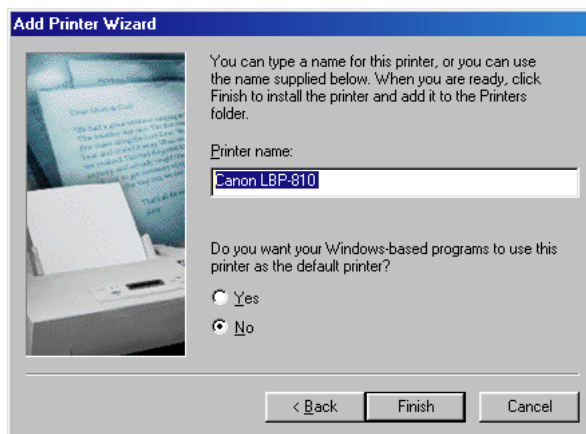 Add Printer Wizard
You can type a name for this printer, or you can use
the name supplied below. When you are ready, click
Finish to install the printer and add it to the Printers
folder.
Printer name:
Canon LBP-810
Do you want your Windows-based programs to use this
printer as the default printer?
Yes
No
< Back
Finish
Cancel